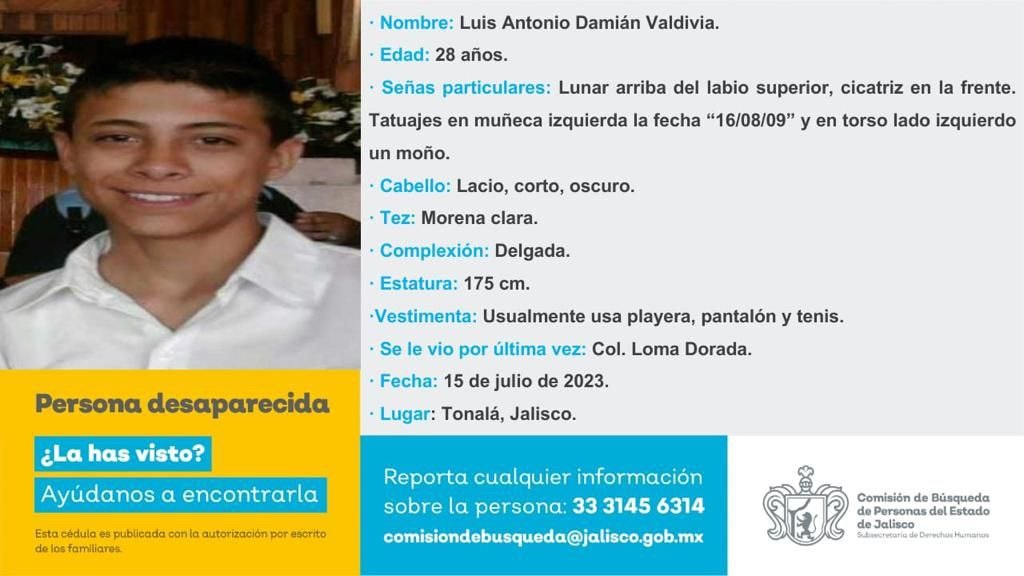 · Nombre: Luis Antonio Damián Valdivia.
· Edad: 28 años.
· Señas particulares: Lunar arriba del labio superior, cicatriz en la frente.
Tatuajes en muñeca izquierda la fecha “16/08/09” y en torso lado izquierdo
un moño.
· Cabello: Lacio, corto, oscuro.
· Tez: Morena clara.
· Complexión: Delgada.
· Estatura: 175 cm.
·Vestimenta: Usualmente usa playera, pantalón y tenis.
· Se le vio por última vez: Col. Loma Dorada.
· Fecha: 15 de julio de 2023.
· Lugar: Tonalá, Jalisco.
Persona desaparecida
¿La has visto?
Ayúdanos a encontrarla
Esta cédula es publicada con la autorización por escrito
de los familiares.
Reporta cualquier información
sobre la persona: 33 3145 6314
comisiondebusqueda@jalisco.gob.mx
Comisión de Búsqueda
de Personas del Estado
de Jalisco
Subsecretaría de Derechos Humanos